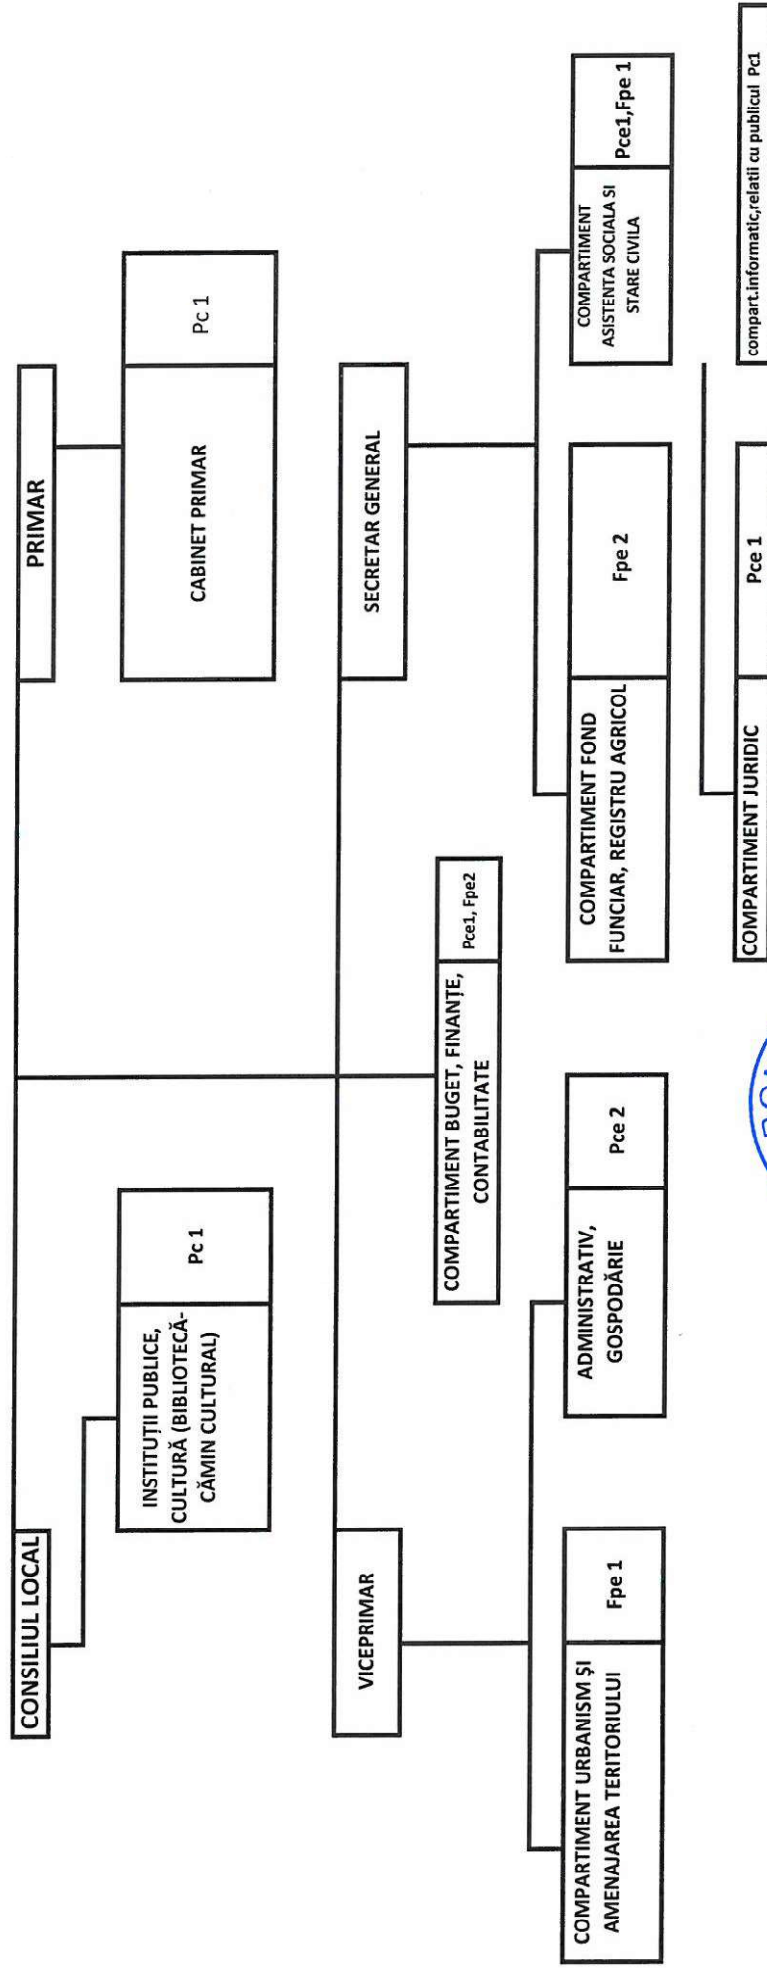 CONSILIUL LOCAL
PRIMAR
INSTITUȚII PUBLICE,
CULTURĂ (BIBLIOTECĂ-
CĂMIN CULTURAL)
Pc 1
CABINET PRIMAR
Pc 1
VICEPRIMAR
SECRETAR GENERAL
COMPARTIMENT BUGET, FINANȚE,
CONTABILITATE
Pce1, Fpe2
COMPARTIMENT URBANISM ȘI
AMENAJAREA TERITORIULUI
Fpe 1
ADMINISTRATIV,
GOSPODĂRIE
Pce 2
COMPARTIMENT FOND
FUNCIAR, REGISTRU AGRICOL
Fpe 2
COMPARTIMENT
ASISTENTA SOCIALA SI
STARE CIVILA
Pce1,Fpe 1
COMPARTIMENT JURIDIC
Pce 1
compart.informatic,relatii cu publicul Pc1